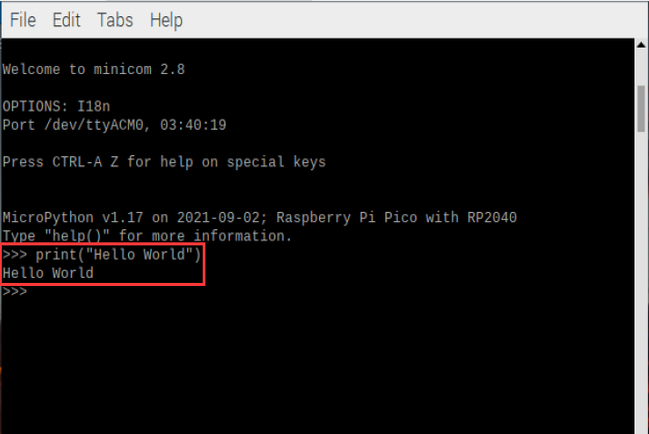 File Edit Tabs Help
Welcome to minicom 2.8
OPTIONS: I18n
Port /dev/ttyACM0, 03:40:19
Press CTRL-A Z for help on special keys
MicroPython v1.17 on 2021-09-02; Raspberry Pi Pico with RP2040
Type "help()" for more information.
>>> print("Hello World")
Hello World
>>>